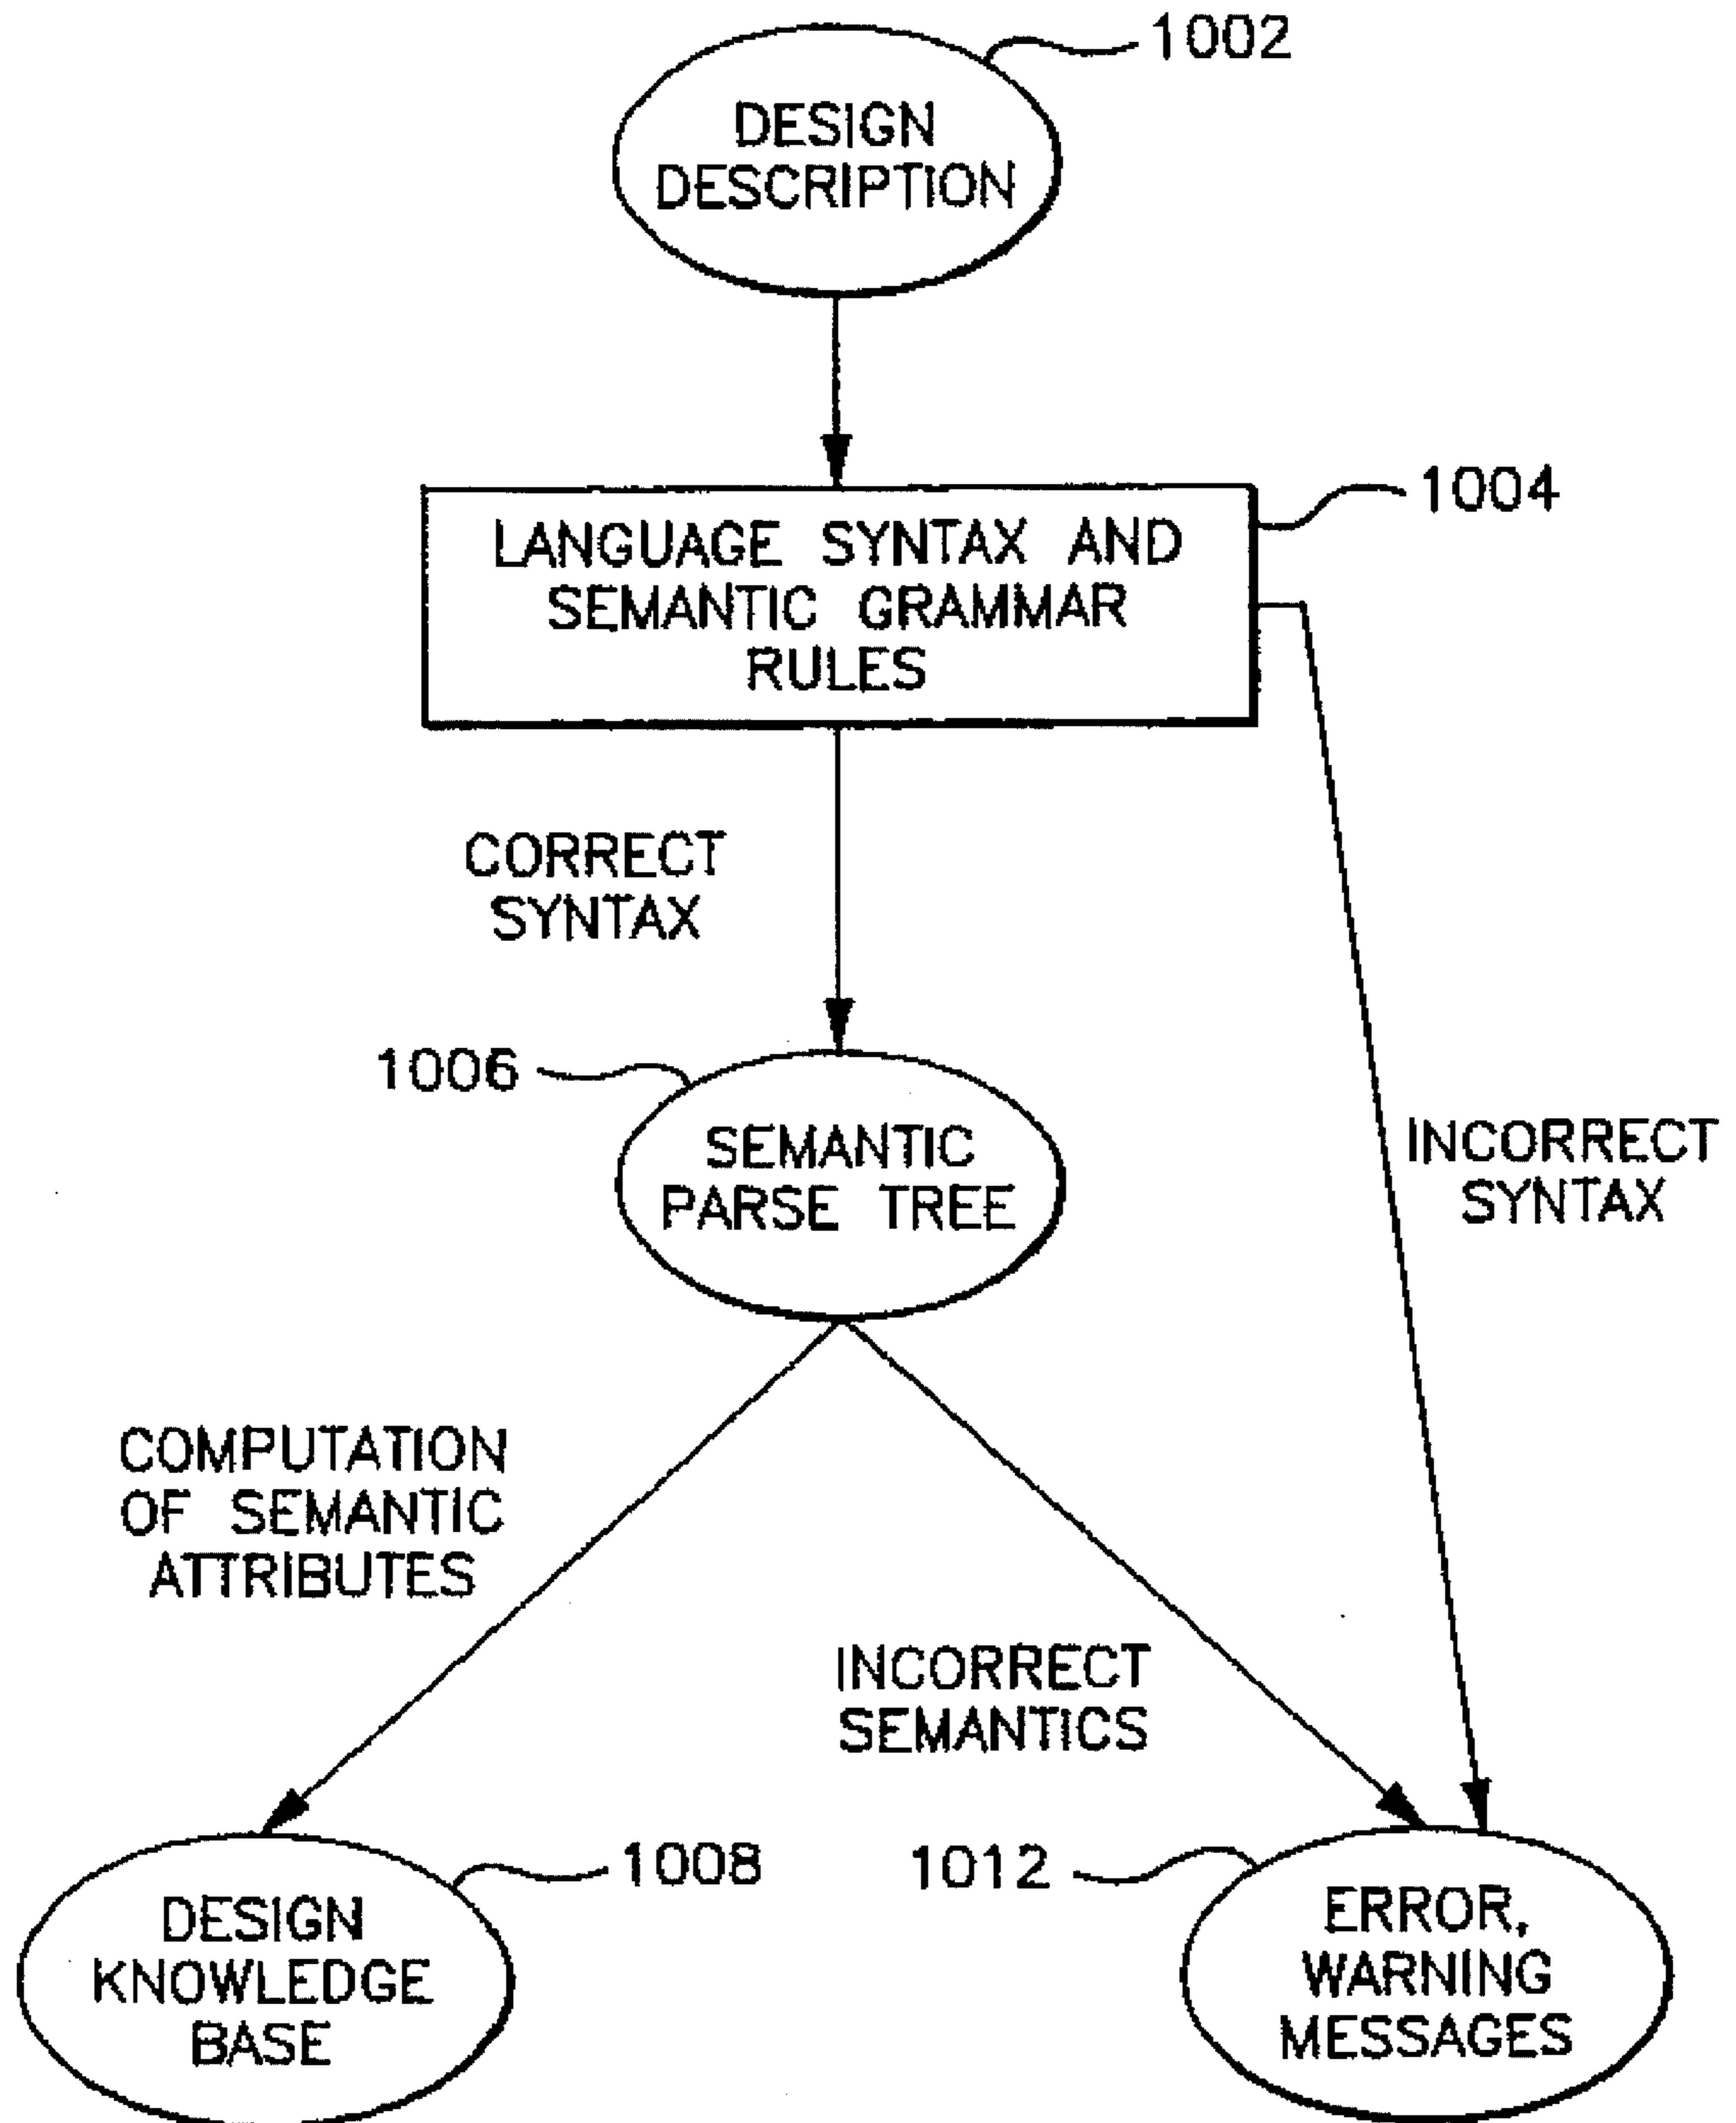 1002
DESIGN
DESCRIPTION
1004
LANGUAGE SYNTAX AND
SEMANTIC GRAMMAR
RULES
CORRECT
SYNTAX
1006
SEMANTIC
PARSE TREE
INCORRECT
SYNTAX
COMPUTATION
OF SEMANTIC
ATTRIBUTES
INCORRECT
SEMANTICS
1008
DESIGN
KNOWLEDGE
BASE
1012
ERROR,
WARNING
MESSAGES